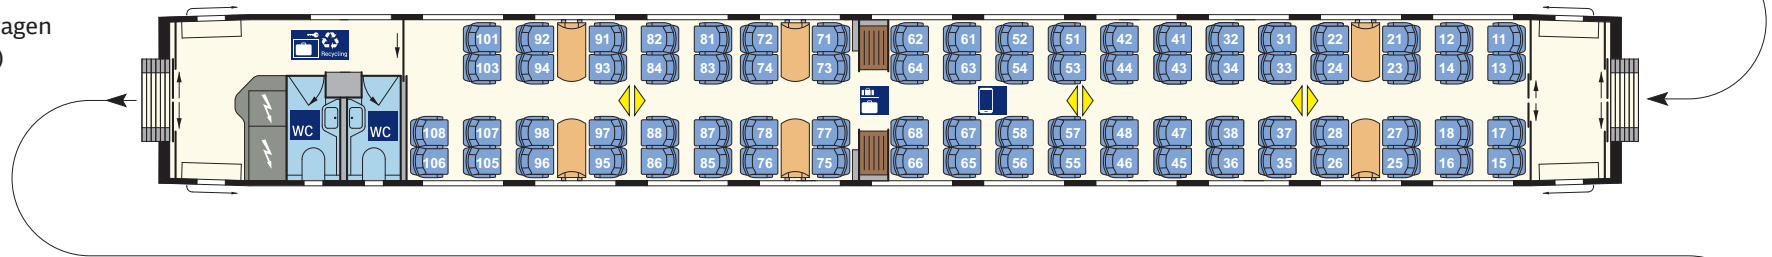 agen
)
Recycling
101 92 91 82 81 72 71 62 61 52 51 42 41 32 31 22 21 12 11
103 94 93 84 83 74 73 64 63 54 53 44 43 34 33 24 23 14 13
WC WC
108 107 98 97 88 87 78 77 68 67 58 57 48 47 38 37 28 27 18 17
106 105 96 95 86 85 76 75 66 65 56 55 46 45 36 35 26 25 16 15